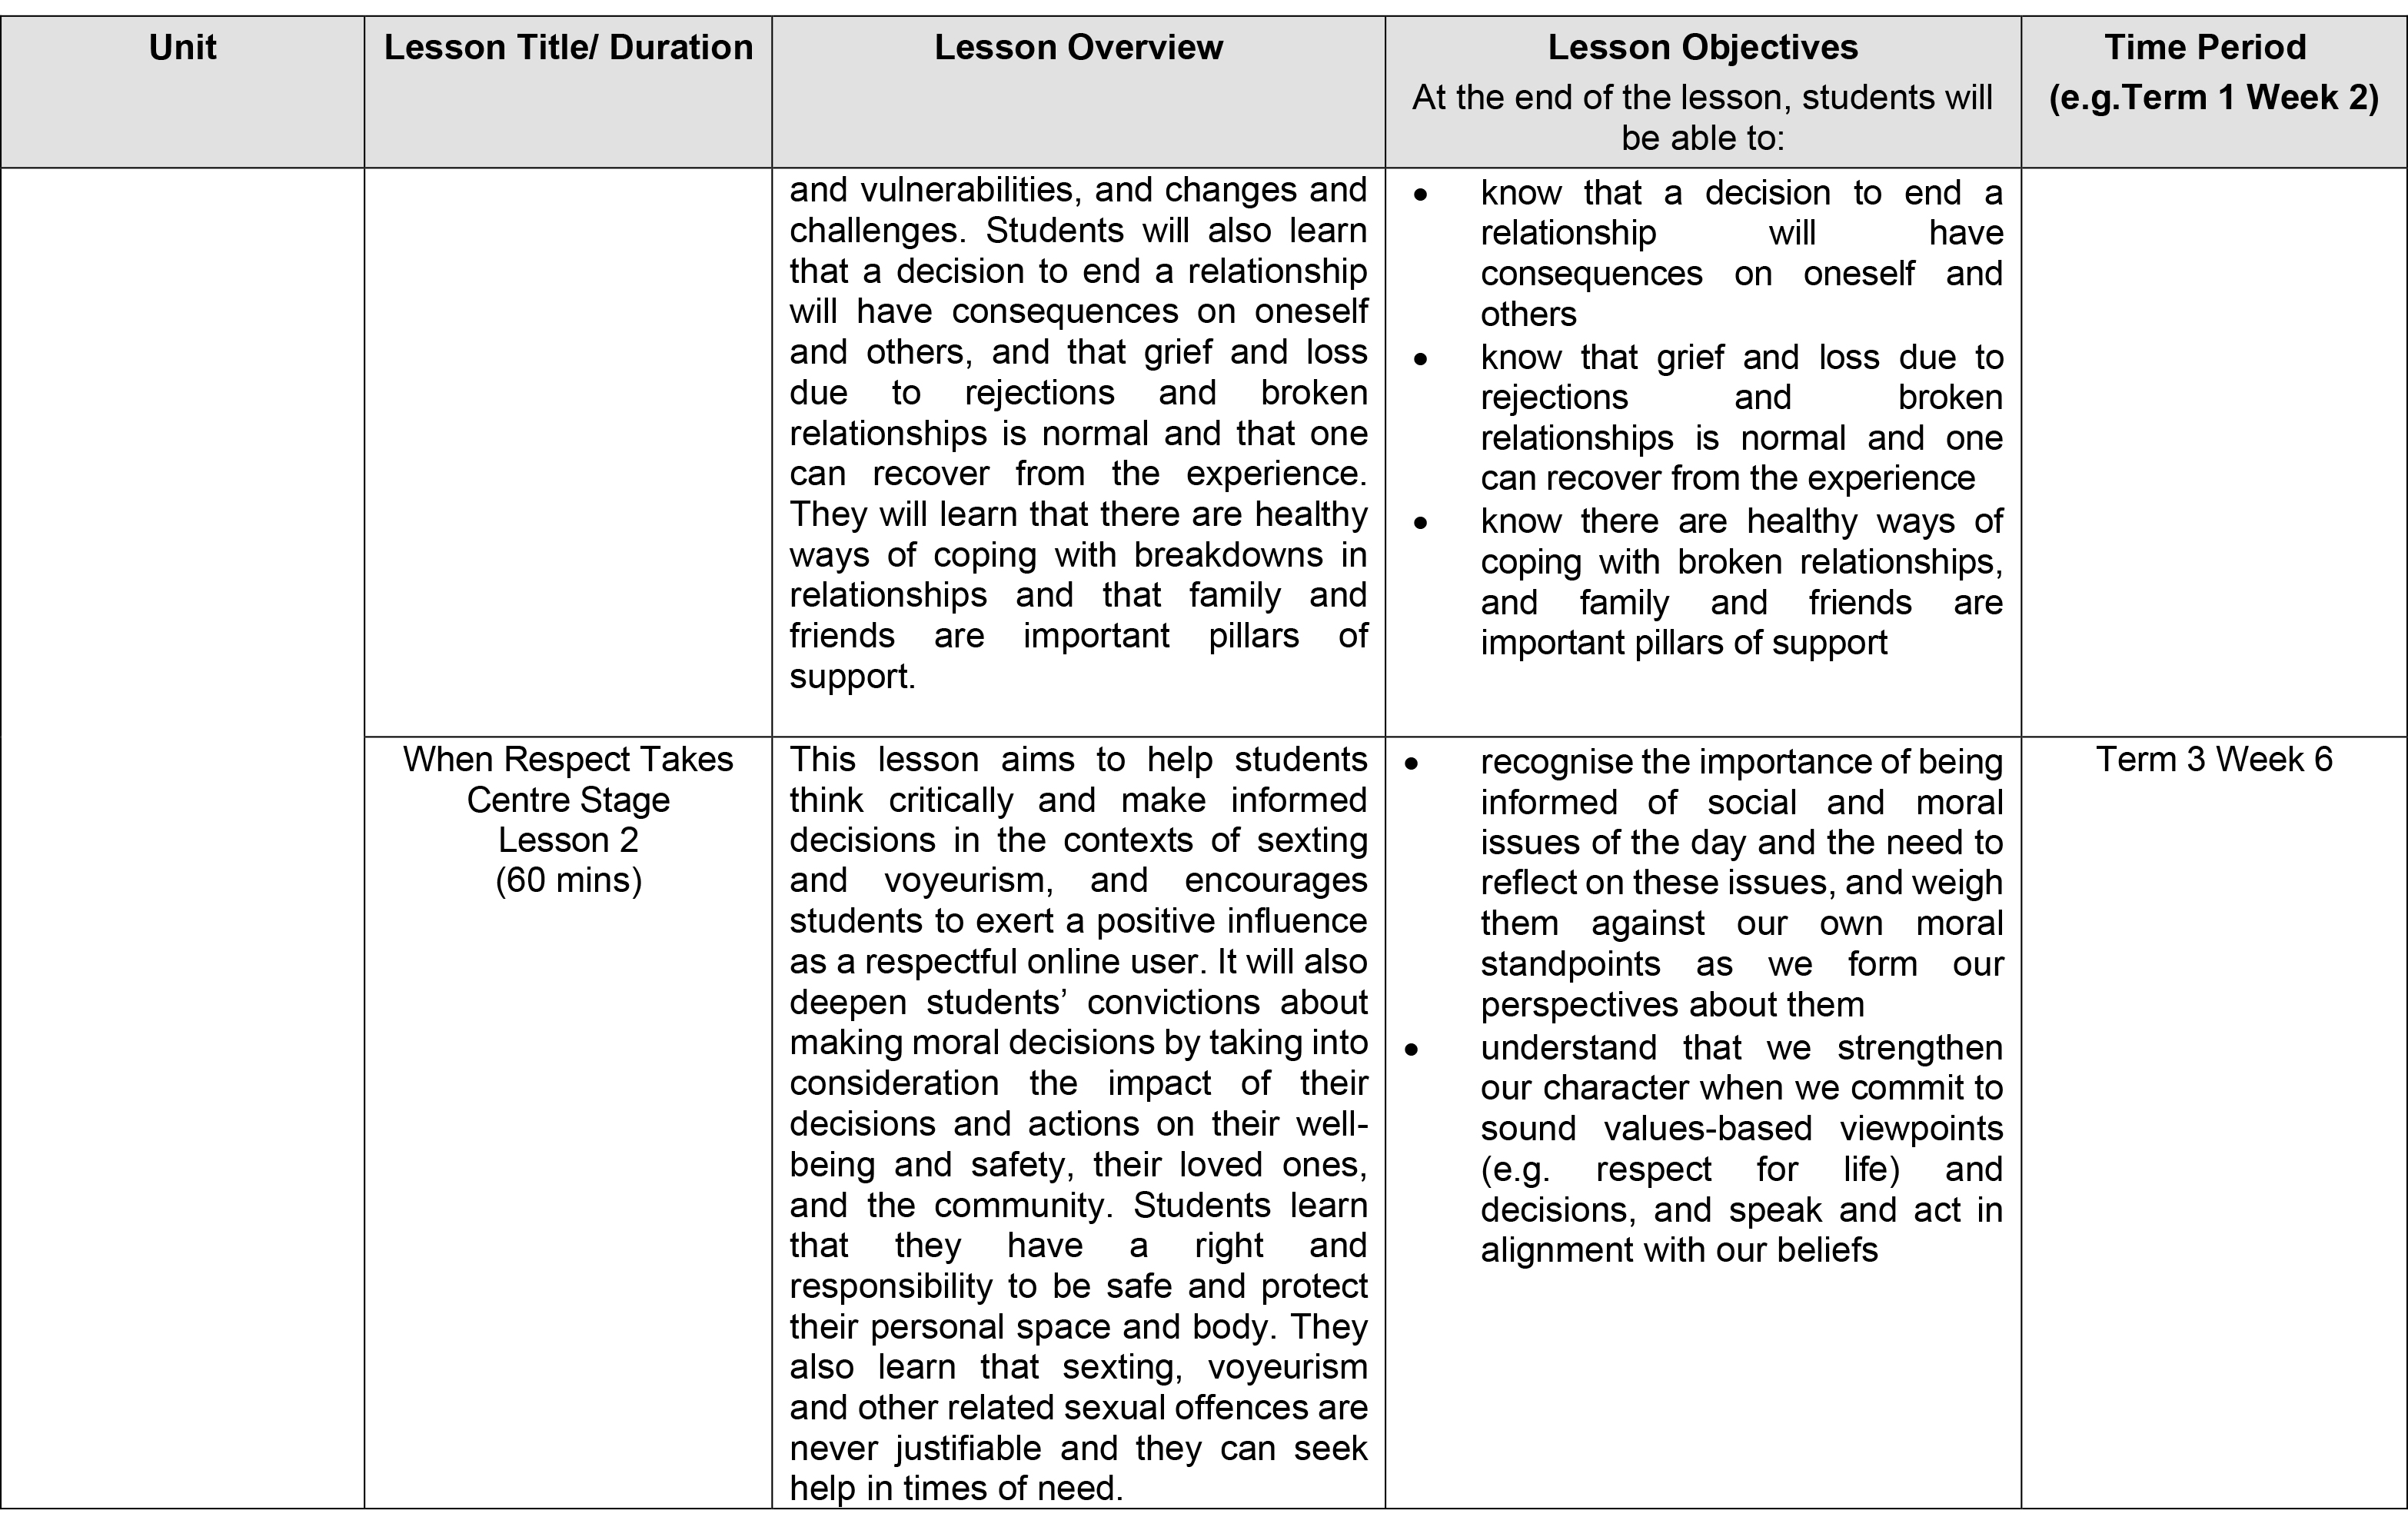 Unit
Lesson Title/ Duration
Lesson Overview
Lesson Objectives
At the end of the lesson, students will
be able to:
Time Period
(e.g.Term 1 Week 2)
and vulnerabilities, and changes and
challenges. Students will also learn
that a decision to end a relationship
will have consequences on oneself
and others, and that grief and loss
due to rejections and broken
relationships is normal and that one
can recover from the experience.
They will learn that there are healthy
ways of coping with breakdowns in
relationships and that family and
friends are important pillars of
support.
• know that a decision to end a
relationship will have
consequences on oneself and
others
• know that grief and loss due to
rejections and broken
relationships is normal and one
can recover from the experience
• know there are healthy ways of
coping with broken relationships,
and family and friends are
important pillars of support
When Respect Takes
Centre Stage
Lesson 2
(60 mins)
This lesson aims to help students
think critically and make informed
decisions in the contexts of sexting
and voyeurism, and encourages
students to exert a positive influence
as a respectful online user. It will also
deepen students’ convictions about
making moral decisions by taking into
consideration the impact of their
decisions and actions on their well-
being and safety, their loved ones,
and the community. Students learn
that they have a right and
responsibility to be safe and protect
their personal space and body. They
also learn that sexting, voyeurism
and other related sexual offences are
never justifiable and they can seek
help in times of need.
• recognise the importance of being
informed of social and moral
issues of the day and the need to
reflect on these issues, and weigh
them against our own moral
standpoints as we form our
perspectives about them
• understand that we strengthen
our character when we commit to
sound values-based viewpoints
(e.g. respect for life) and
decisions, and speak and act in
alignment with our beliefs
Term 3 Week 6